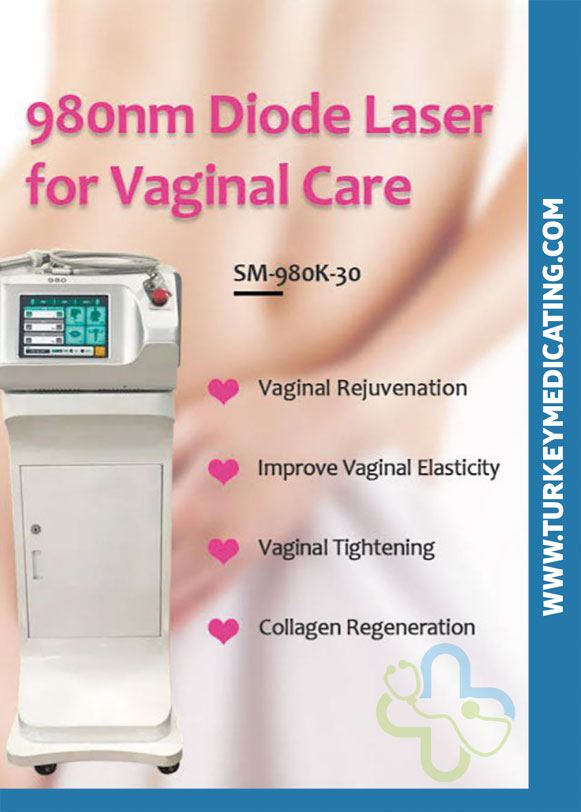 980nm Diode Laser
for Vaginal Care
SM-980K-30
980
Vaginal Rejuvenation
Improve Vaginal Elasticity
Vaginal Tightening
Collagen Regeneration
WWW.TURKEYMEDICATING.COM